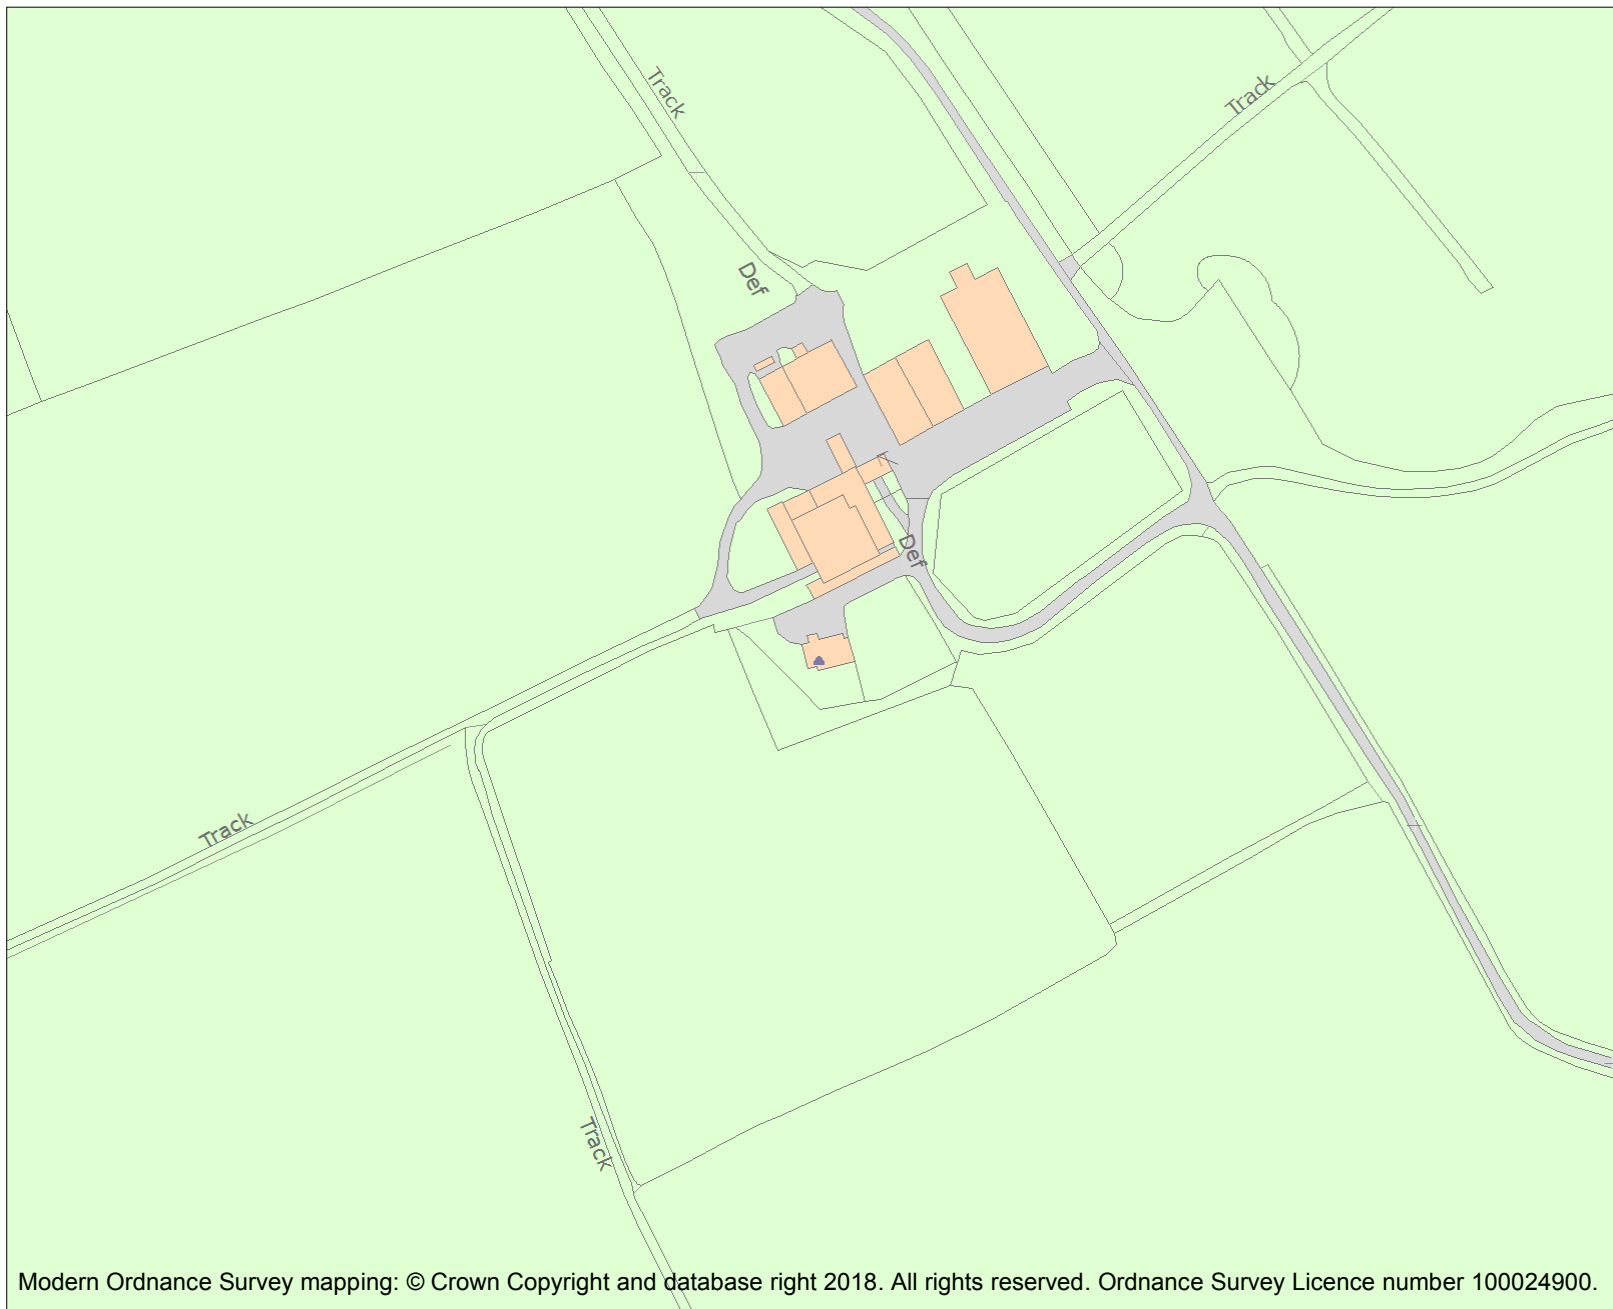 Track
Track
Def
Def
Track
Track
Modern Ordnance Survey mapping: © Crown Copyright and database right 2018. All rights reserved. Ordnance Survey Licence number 100024900.